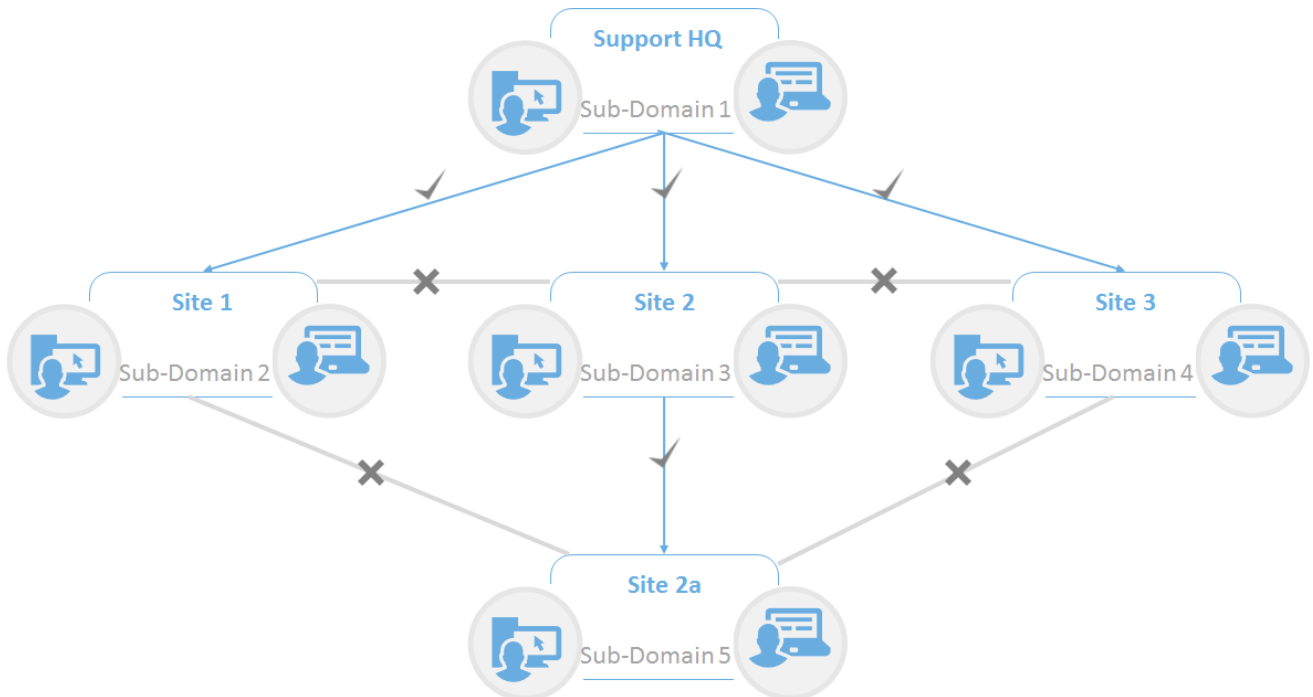 Support HQ
Sub-Domain 1
Site 1
Site 2
Site 3
Sub-Domain 2
Sub-Domain 3
Sub-Domain 4
Site 2a
Sub-Domain 5